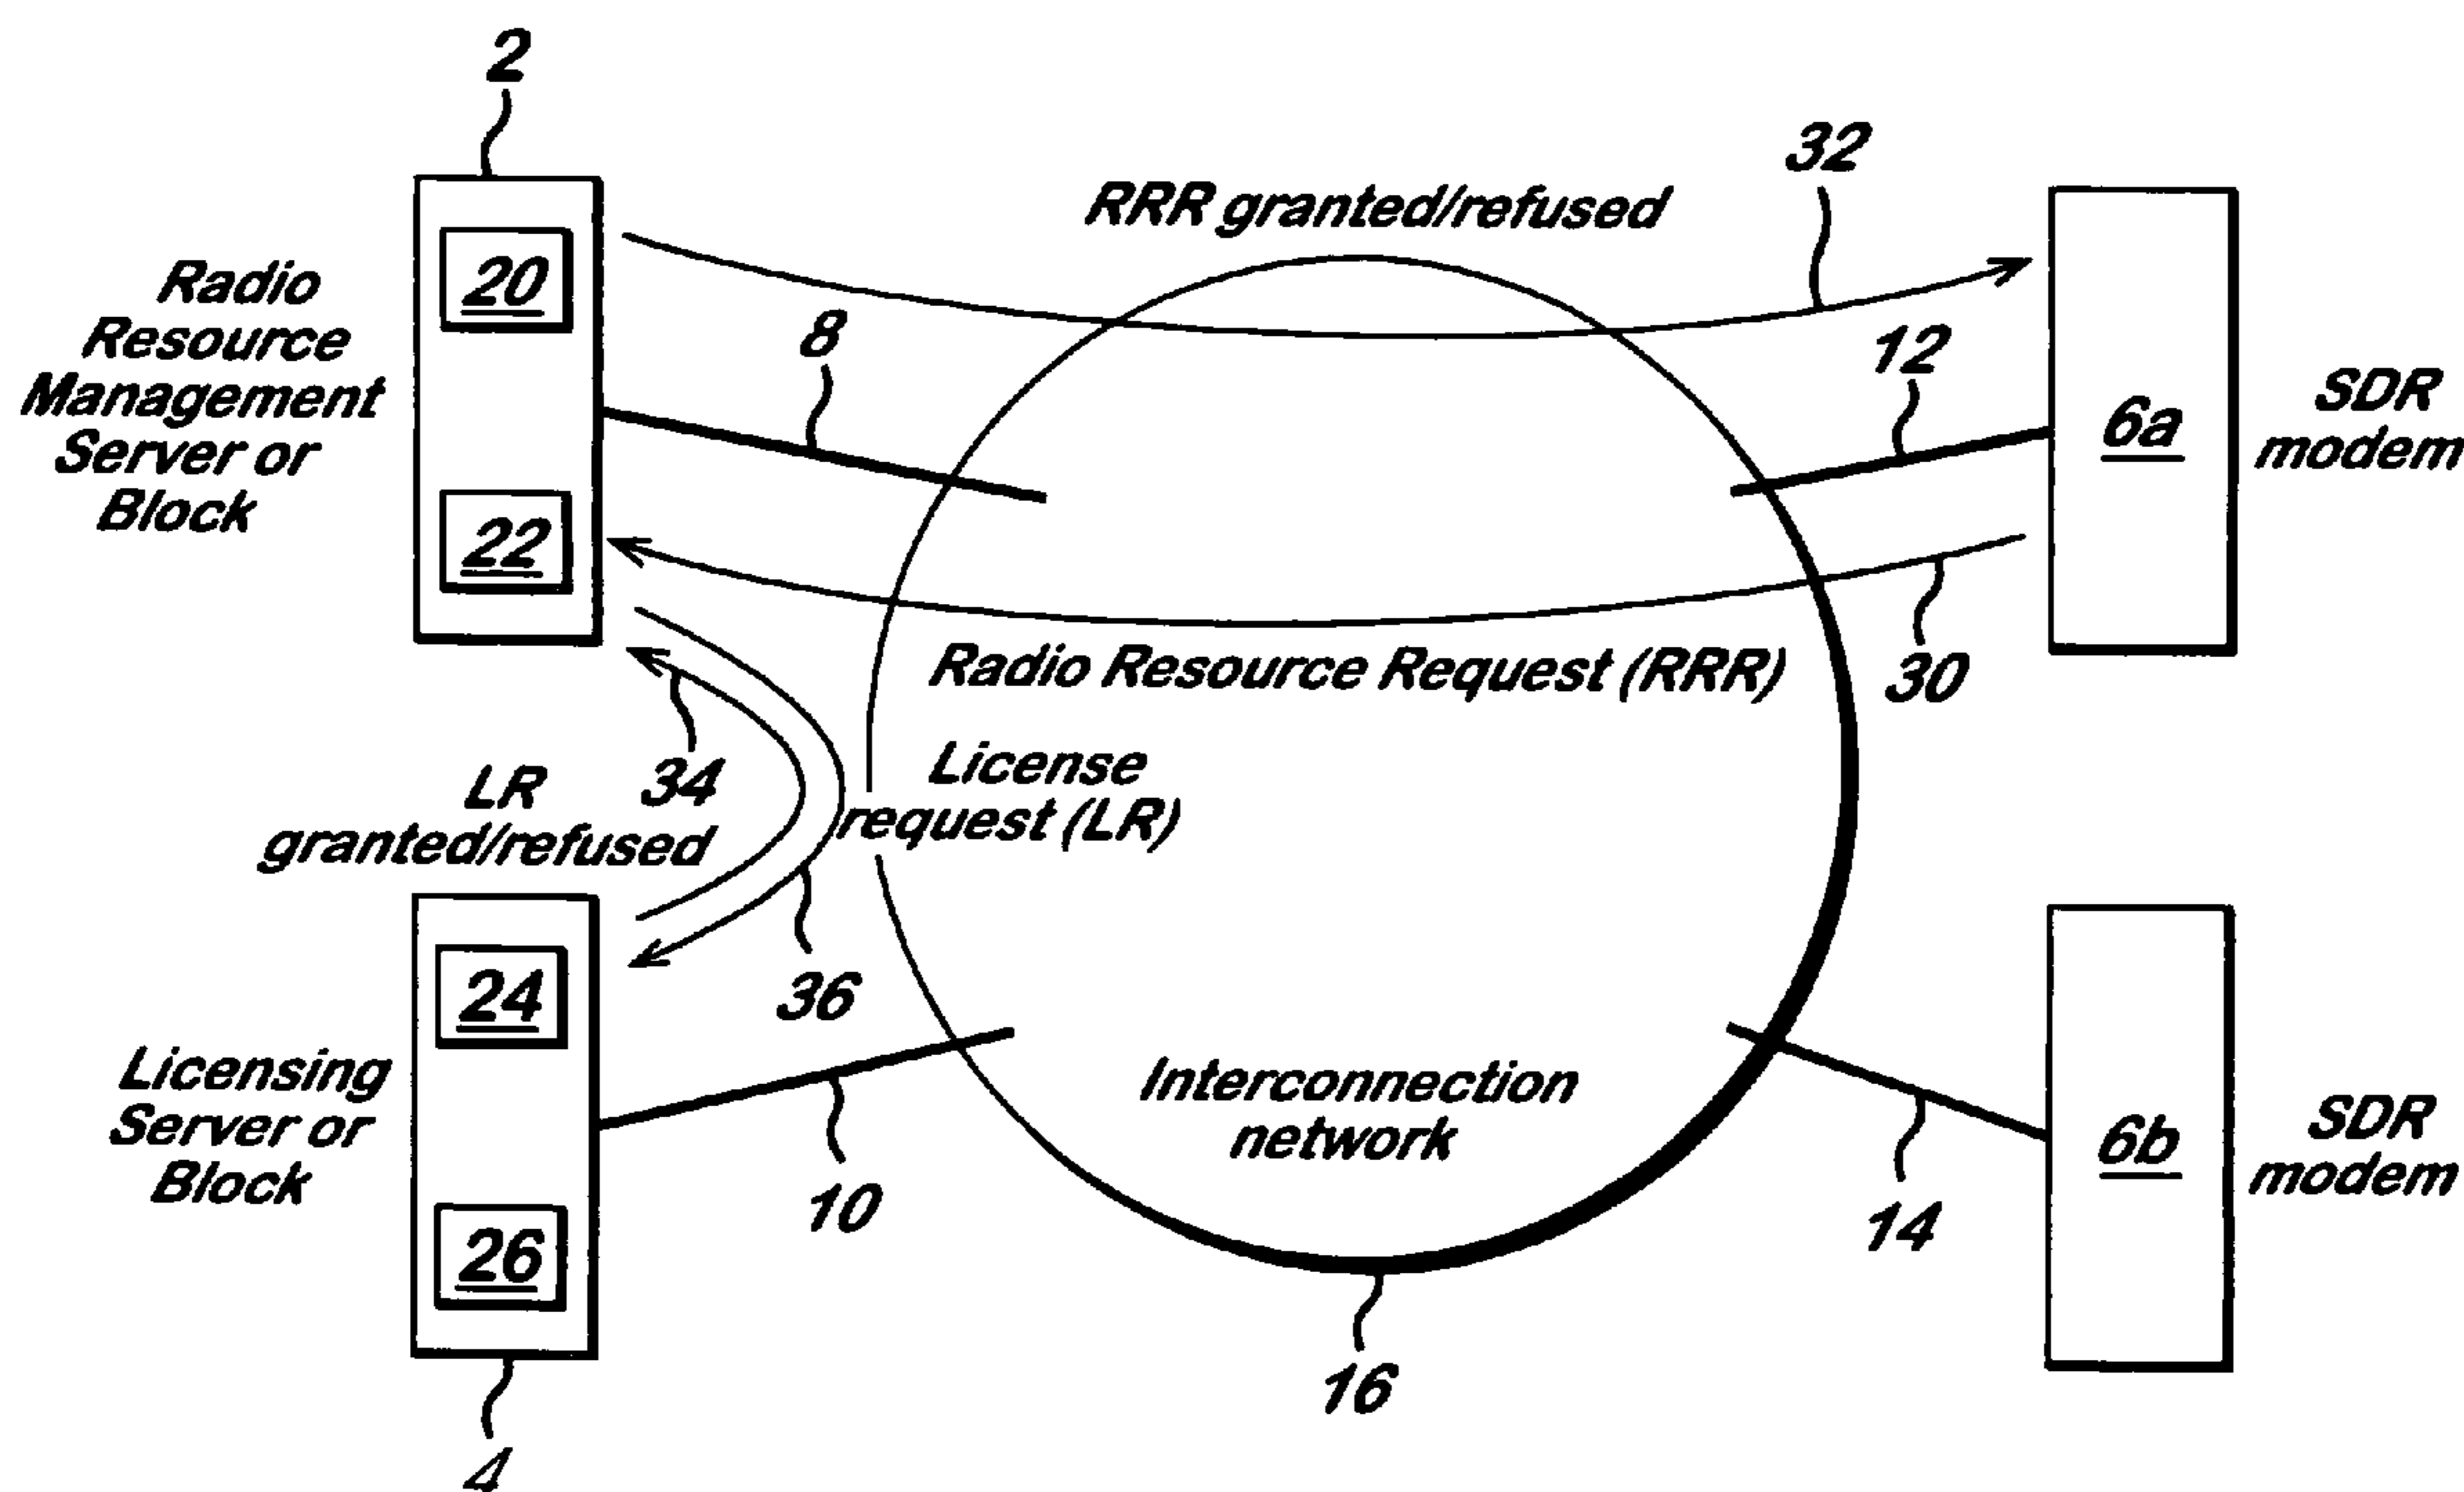 2
32
RRR granted/refused
20
Radio
Resource
Management
Server or
Block
8
12
6a
SDR
modem
22
Radio Resource Request (RRR)
30
34
License
request (LR)
LR
granted/refused
36
24
Licensing
Server or
Block
10
Interconnection
network
26
14
6b
SDR
modem
16
4